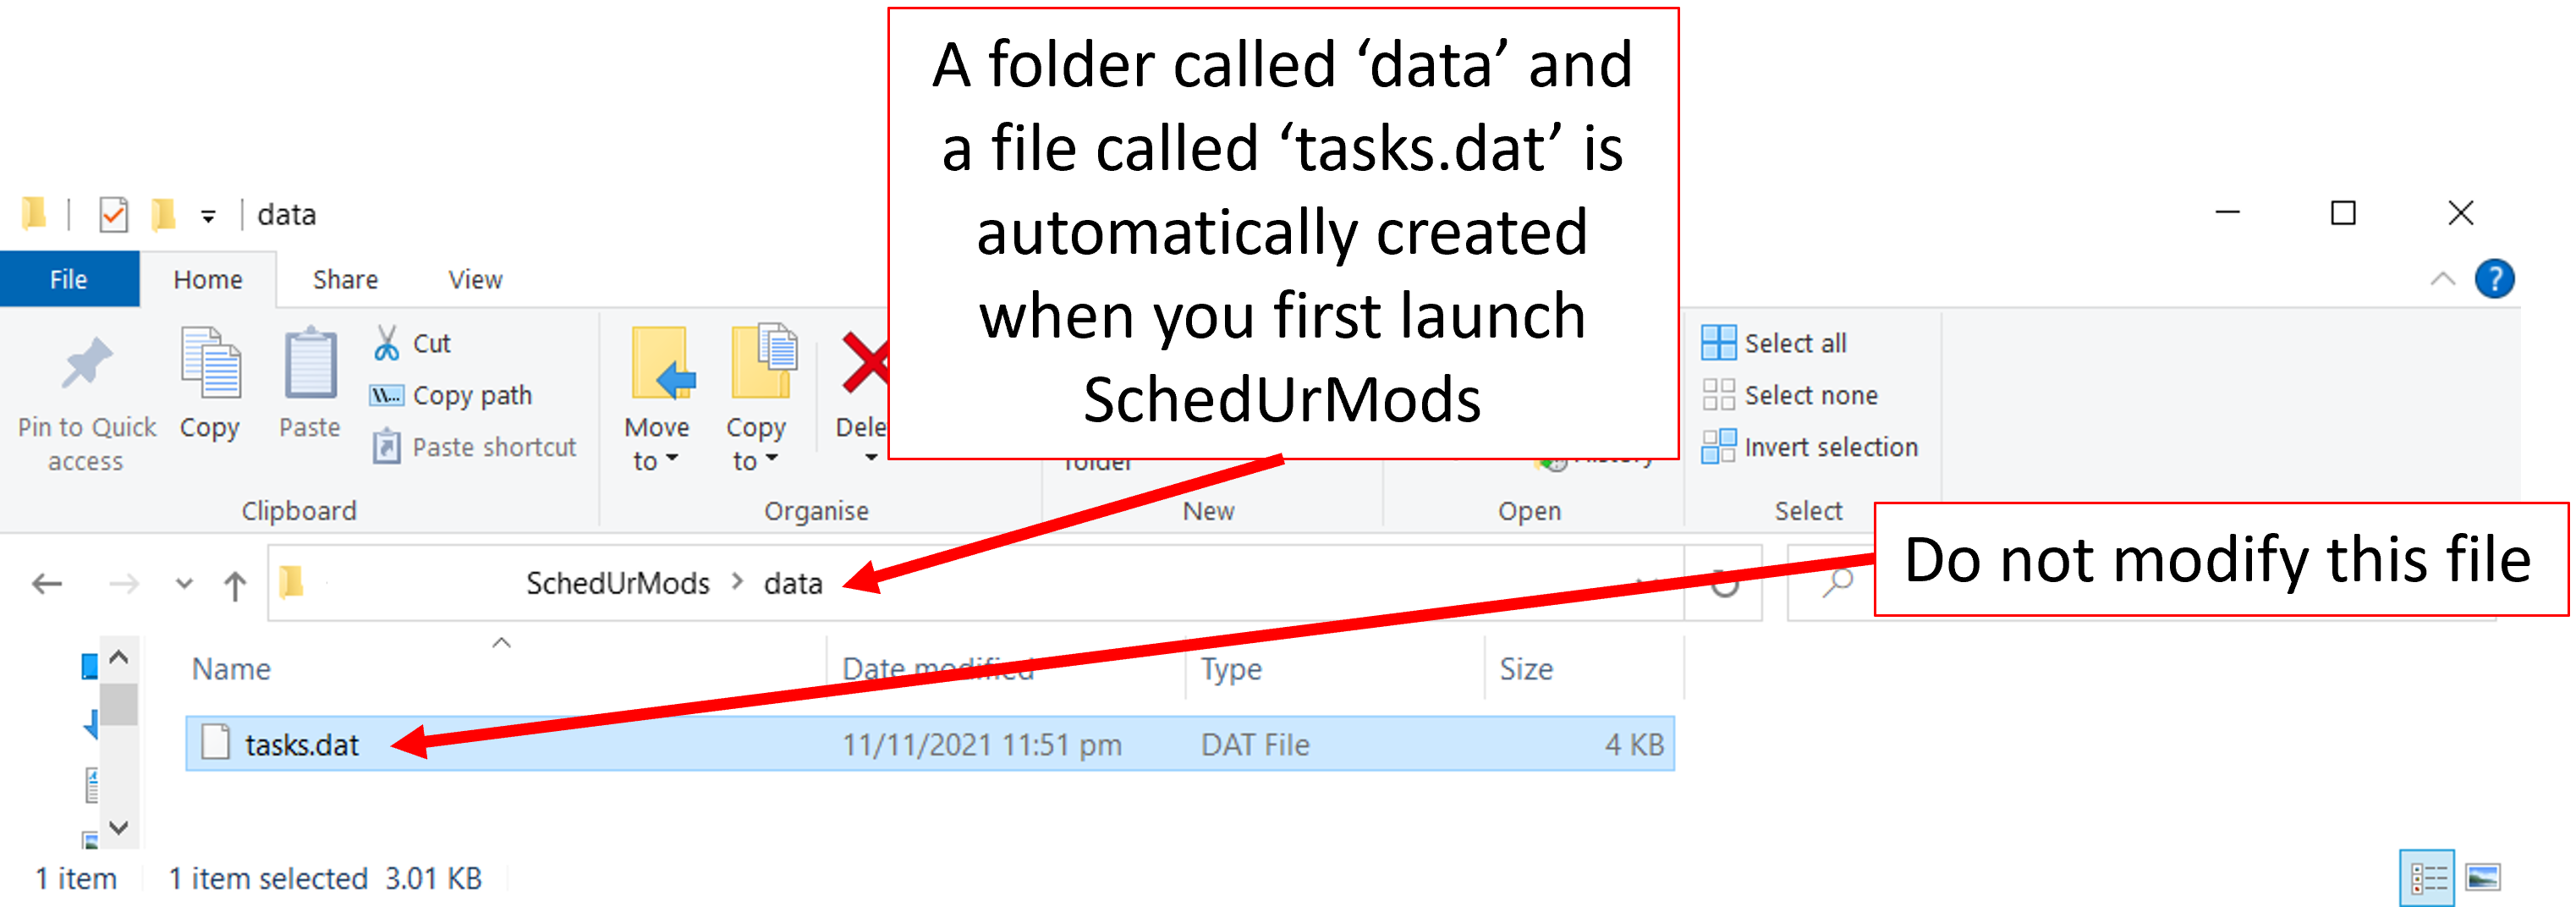 A folder called ‘data’ and
a file called ‘tasks.dat’ is
automatically created
when you first launch
SchedUrMods
data
File Home Share View
Pin to Quick
access
Copy
Paste
Cut
Copy path
Paste shortcut
Move
to
Copy
to
Select all
Select none
Invert selection
Clipboard Organise New Open Select
Do not modify this file
SchedUrMods > data
Name Date modified Type Size
tasks.dat 11/11/2021 11:51 pm DAT File 4 KB
1 item 1 item selected 3.01 KB